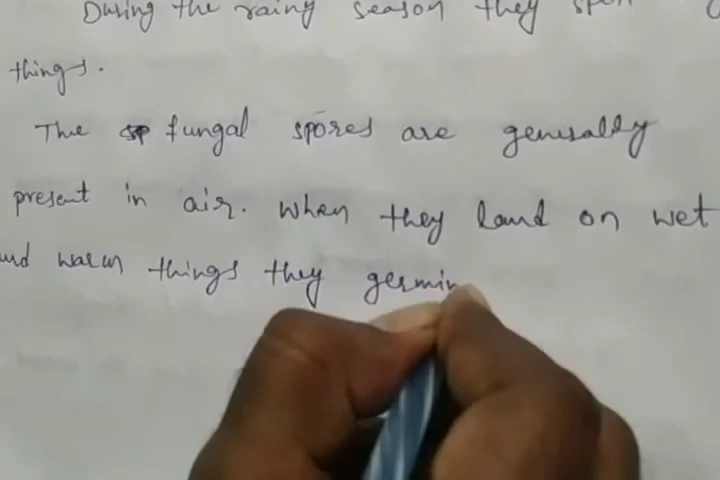 During the rainy season they spoil
things.
The sp fungal spores are generally
present in air. When they land on wet
and warm things they germin